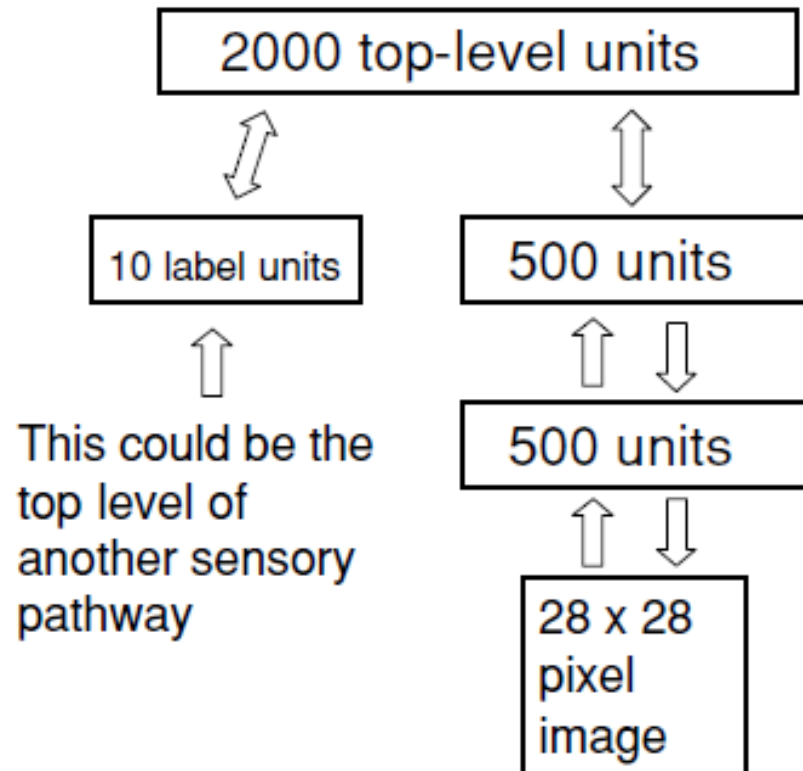 2000 top-level units
10 label units
500 units
500 units
This could be the
top level of
another sensory
pathway
28 x 28
pixel
image